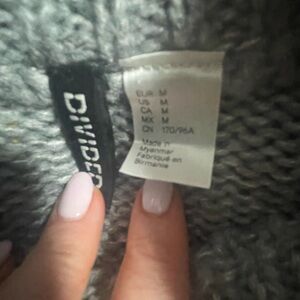 DIVIDED
EUR M
US M
CA M
MX M
CN 170/96A
Made in
Myanmar
Fabriqué en
Birmanie